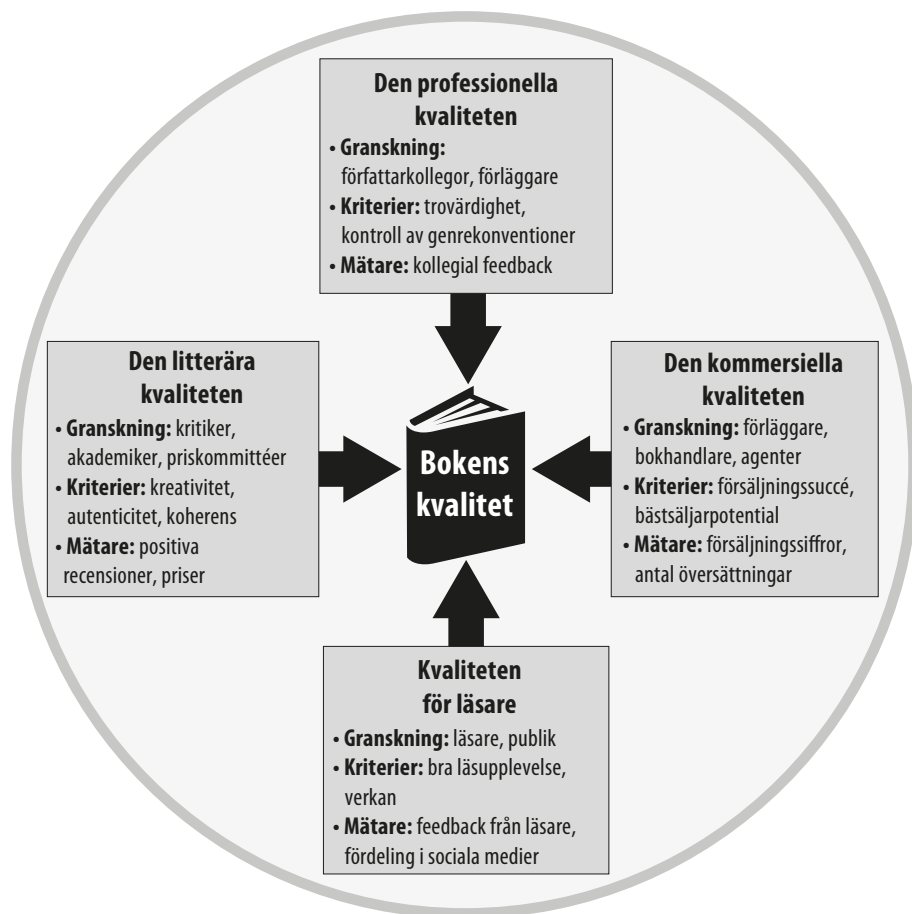 Den professionella
kvaliteten
• Granskning:
författarkollegor, förläggare
• Kriterier: trovärdighet,
kontroll av genrekonventioner
• Mätare: kollegial feedback
Den litterära
kvaliteten
• Granskning: kritiker,
akademiker, priskommittéer
• Kriterier: kreativitet,
autenticitet, koherens
• Mätare: positiva
recensioner, priser
Bokens
kvalitet
Den kommersiella
kvaliteten
• Granskning: förläggare,
bokhandlare, agenter
• Kriterier: försäljningssuccé,
bästsäljarpotential
• Mätare: försäljningssiffror,
antal översättningar
Kvaliteten
för läsare
• Granskning: läsare, publik
• Kriterier: bra läsupplevelse,
verkan
• Mätare: feedback från läsare,
fördeling i sociala medier